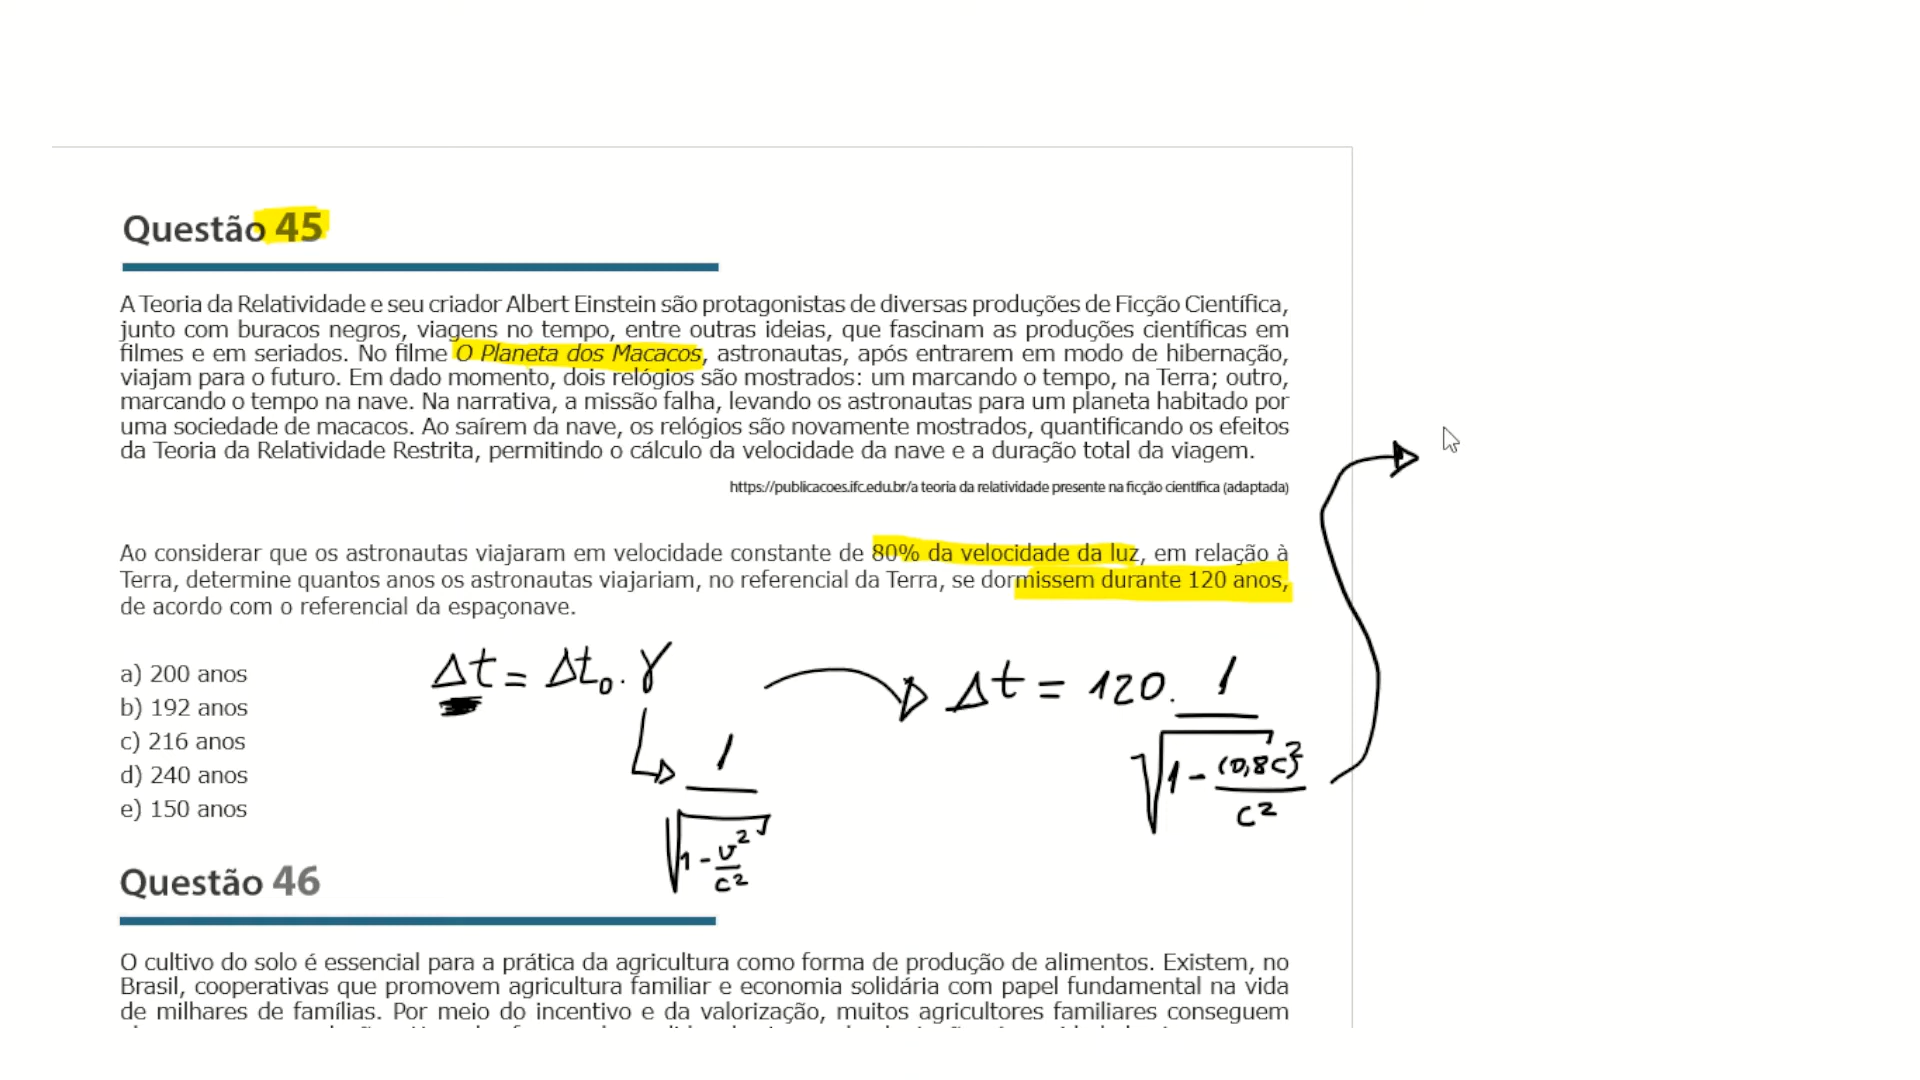 Questão 45
A Teoria da Relatividade e seu criador Albert Einstein são protagonistas de diversas produções de Ficção Científica,
junto com buracos negros, viagens no tempo, entre outras ideias, que fascinam as produções científicas em
filmes e em seriados. No filme O Planeta dos Macacos, astronautas, após entrarem em modo de hibernação,
viajam para o futuro. Em dado momento, dois relógios são mostrados: um marcando o tempo, na Terra; outro,
marcando o tempo na nave. Na narrativa, a missão falha, levando os astronautas para um planeta habitado por
uma sociedade de macacos. Ao saírem da nave, os relógios são novamente mostrados, quantificando os efeitos
da Teoria da Relatividade Restrita, permitindo o cálculo da velocidade da nave e a duração total da viagem.
https://publicacoes.ifc.edu.br/a teoria da relatividade presente na ficção científica (adaptada)
Ao considerar que os astronautas viajaram em velocidade constante de 80% da velocidade da luz, em relação à
Terra, determine quantos anos os astronautas viajariam, no referencial da Terra, se dormissem durante 120 anos,
de acordo com o referencial da espaçonave.
a) 200 anos
b) 192 anos
c) 216 anos
d) 240 anos
e) 150 anos
Δt = Δt₀ . γ
1
√1 - v²
c²
Δt = 120 . 1
√1 - (0,8c)²
c²
Questão 46
O cultivo do solo é essencial para a prática da agricultura como forma de produção de alimentos. Existem, no
Brasil, cooperativas que promovem agricultura familiar e economia solidária com papel fundamental na vida
de milhares de famílias. Por meio do incentivo e da valorização, muitos agricultores familiares conseguem